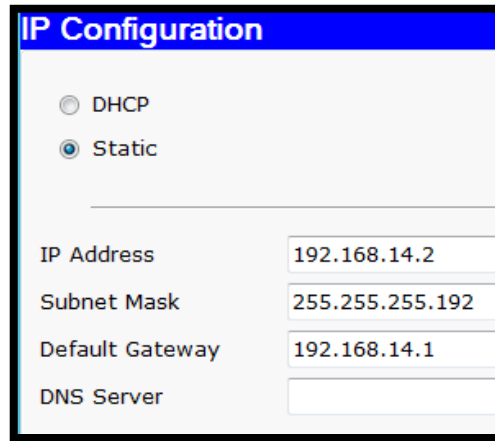 IP Configuration
DHCP
Static
IP Address 192.168.14.2
Subnet Mask 255.255.255.192
Default Gateway 192.168.14.1
DNS Server